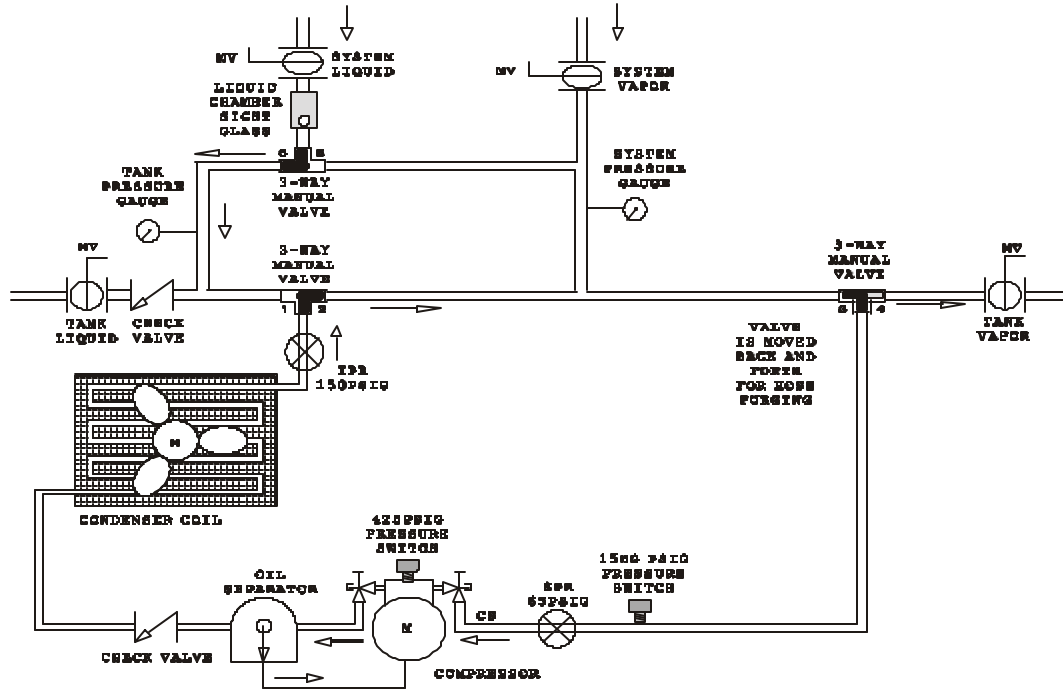 MV
SYSTEM
LIQUID
MV
SYSTEM
VAPOR
LIQUID
CHAMBER
SIGHT
GLASS
3-WAY
MANUAL
VALVE
TANK
PRESSURE
GAUGE
SYSTEM
PRESSURE
GAUGE
MV
3-WAY
MANUAL
VALVE
3-WAY
MANUAL
VALVE
MV
1 2
4
TANK
LIQUID
CHECK
VALVE
TANK
VAPOR
VALVE
IS MOVED
BACK AND
FORTH
FOR HOSE
PURGING
150PSIG
M
CONDENSER COIL
PRESSURE
SWITCH
PSIG
PRESSURE
SWITCH
OIL
SEPARATOR
M
CHECK VALVE
COMPRESSOR